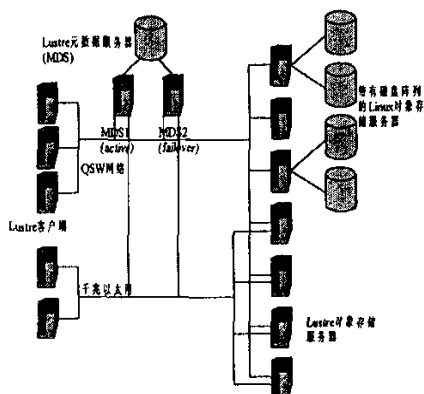 Lustre元数据服务器
(MDS)
MDS1
(active)
MDS2
(failover)
QSW网络
Lustre客户端
千兆以太网
带有磁盘阵列
的Linux对象存
储服务器
Lustre对象存储
服务器